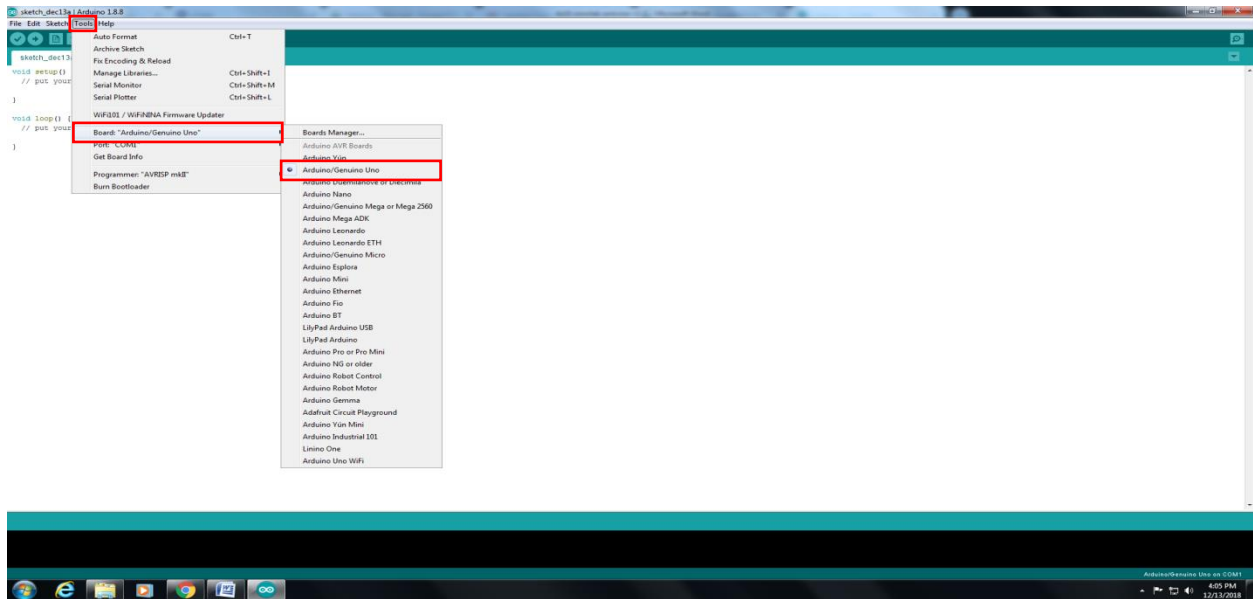 sketch_dec13a | Arduino 1.8.8
File Edit Sketch Tools Help
sketch_dec13
void setup()
// put your
}
void loop() {
// put your
}
Auto Format Ctrl+T
Archive Sketch
Fix Encoding & Reload
Manage Libraries... Ctrl+Shift+I
Serial Monitor Ctrl+Shift+M
Serial Plotter Ctrl+Shift+L
WiFi101 / WiFiNINA Firmware Updater
Board: "Arduino/Genuino Uno"
Port: "COM1"
Get Board Info
Programmer: "AVRISP mkII"
Burn Bootloader
Boards Manager...
Arduino AVR Boards
Arduino Yún
Arduino/Genuino Uno
Arduino Duemilanove or Diecimila
Arduino Nano
Arduino/Genuino Mega or Mega 2560
Arduino Mega ADK
Arduino Leonardo
Arduino Leonardo ETH
Arduino/Genuino Micro
Arduino Esplora
Arduino Mini
Arduino Ethernet
Arduino Fio
Arduino BT
LilyPad Arduino USB
LilyPad Arduino
Arduino Pro or Pro Mini
Arduino NG or older
Arduino Robot Control
Arduino Robot Motor
Arduino Gemma
Adafruit Circuit Playground
Arduino Yún Mini
Arduino Industrial 101
Linino One
Arduino Uno WiFi
Arduino/Genuino Uno on COM1
4:05 PM
12/13/2018